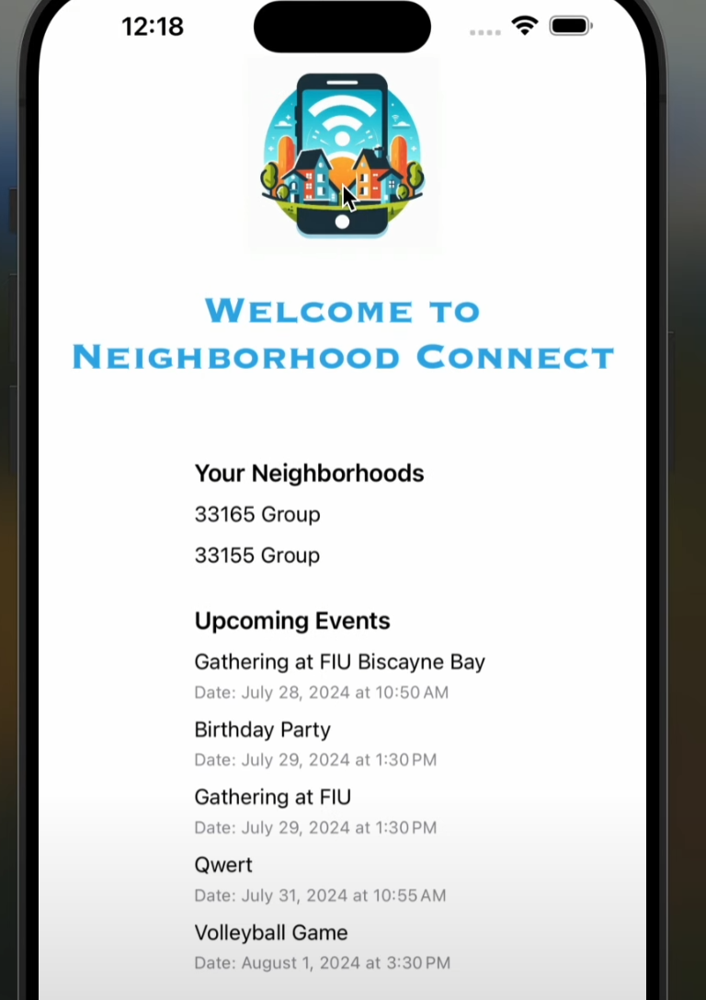 12:18
Welcome to
Neighborhood Connect
Your Neighborhoods
33165 Group
33155 Group
Upcoming Events
Gathering at FIU Biscayne Bay
Date: July 28, 2024 at 10:50 AM
Birthday Party
Date: July 29, 2024 at 1:30 PM
Gathering at FIU
Date: July 29, 2024 at 1:30 PM
Qwert
Date: July 31, 2024 at 10:55 AM
Volleyball Game
Date: August 1, 2024 at 3:30 PM